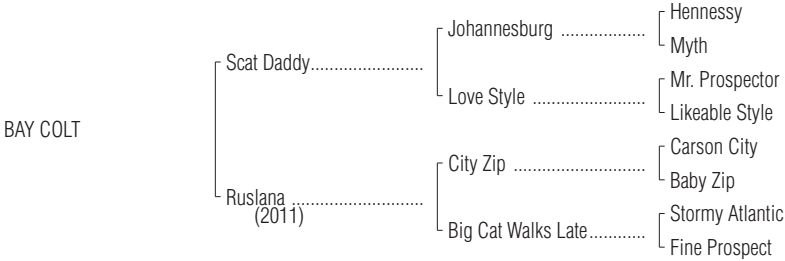 Hennessy
Johannesburg ..................
Myth
Scat Daddy........................
Mr. Prospector
Love Style ........................
Likeable Style
BAY COLT
Carson City
City Zip ............................
Baby Zip
Ruslana ............................
(2011)
Stormy Atlantic
Big Cat Walks Late............
Fine Prospect